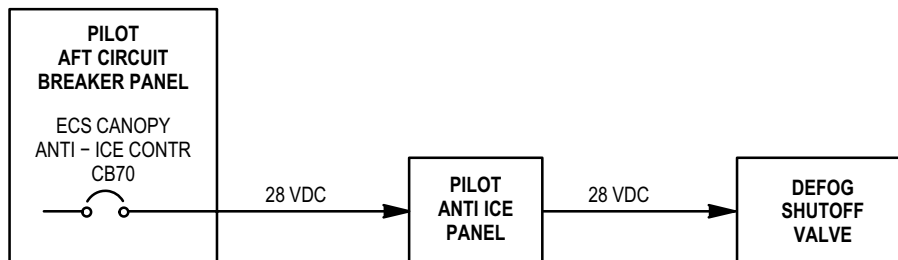 PILOT
AFT CIRCUIT
BREAKER PANEL
ECS CANOPY
ANTI − ICE CONTR
CB70
28 VDC
PILOT
ANTI ICE
PANEL
28 VDC
DEFOG
SHUTOFF
VALVE